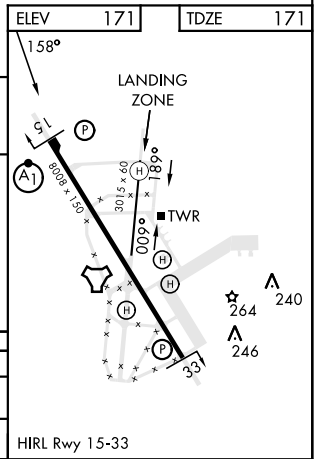 ELEV 171
TDZE 171
158°
LANDING
ZONE
15
P
A1
H
8008 x 150
3015 x 60
189°
009°
TWR
H
H
H
P
33
264
240
246
HIRL Rwy 15-33